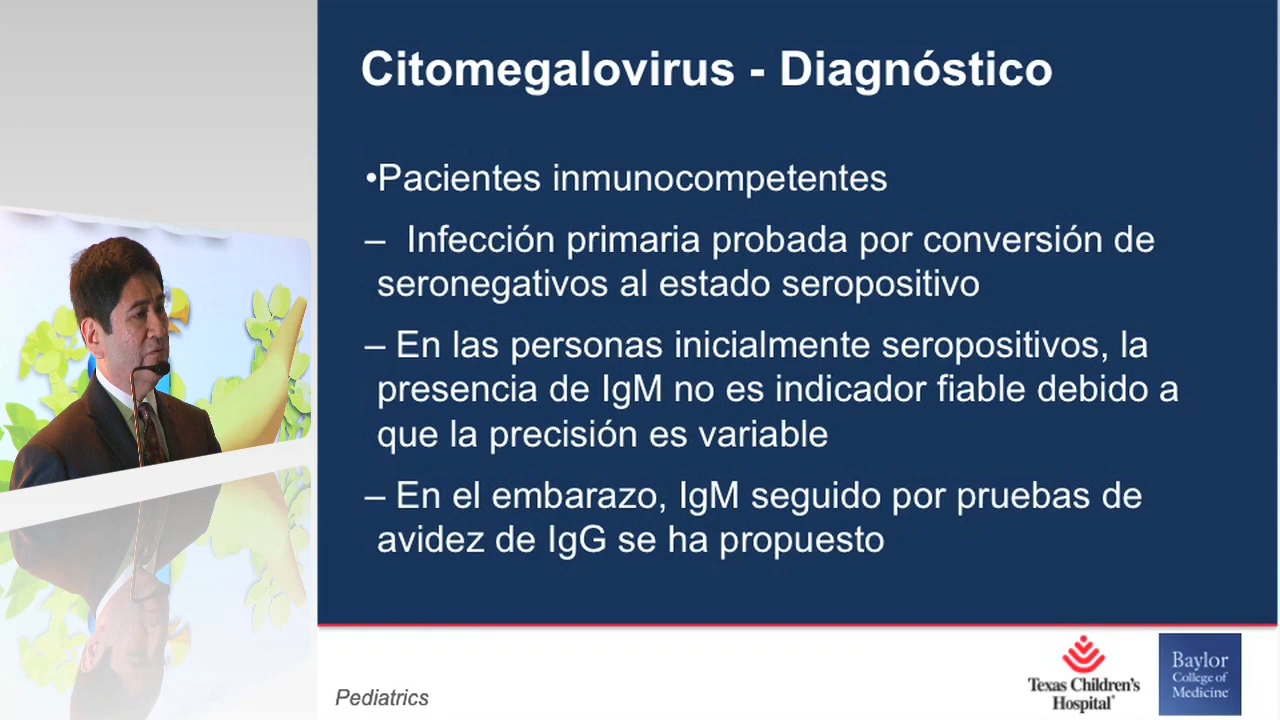 Citomegalovirus - Diagnóstico
•Pacientes inmunocompetentes
– Infección primaria probada por conversión de
seronegativos al estado seropositivo
– En las personas inicialmente seropositivos, la
presencia de IgM no es indicador fiable debido a
que la precisión es variable
– En el embarazo, IgM seguido por pruebas de
avidez de IgG se ha propuesto
Pediatrics
Texas Children's
Hospital
Baylor
College of
Medicine